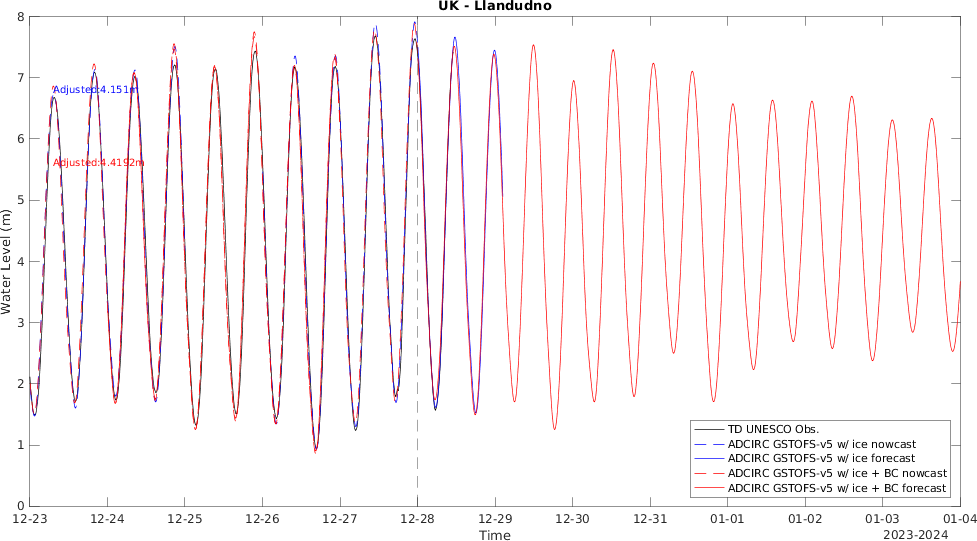 UK - Llandudno
8
7
6
5
4
3
2
1
0
Water Level (m)
Adjusted:4.151m
Adjusted:4.4192m
TD UNESCO Obs.
ADCIRC GSTOFS-v5 w/ ice nowcast
ADCIRC GSTOFS-v5 w/ ice forecast
ADCIRC GSTOFS-v5 w/ ice + BC nowcast
ADCIRC GSTOFS-v5 w/ ice + BC forecast
12-23 12-24 12-25 12-26 12-27 12-28 12-29 12-30 12-31 01-01 01-02 01-03 01-04
Time
2023-2024